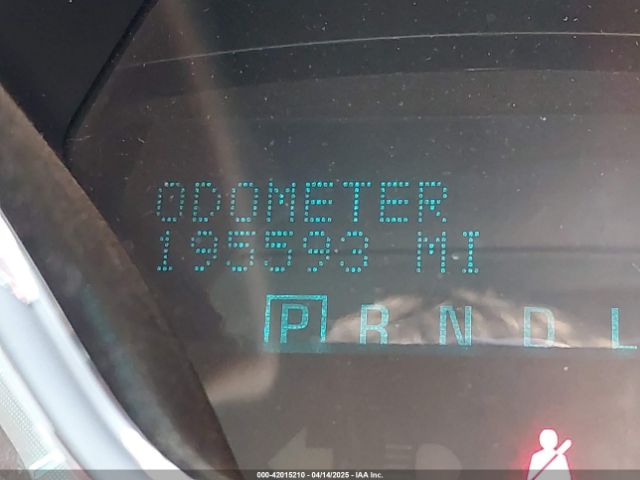 ODOMETER
195593 MI
P R N D L
000-42015210 - 04/14/2025 - IAA Inc.